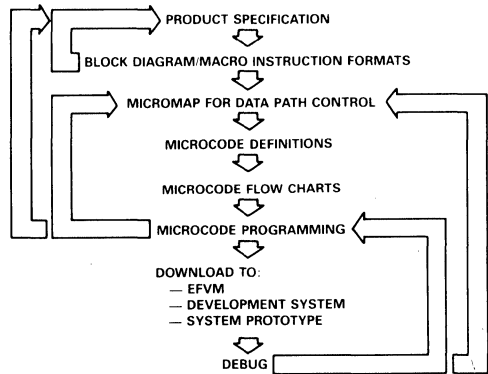 PRODUCT SPECIFICATION
BLOCK DIAGRAM/MACRO INSTRUCTION FORMATS
MICROMAP FOR DATA PATH CONTROL
MICROCODE DEFINITIONS
MICROCODE FLOW CHARTS
MICROCODE PROGRAMMING
DOWNLOAD TO:
— EFVM
— DEVELOPMENT SYSTEM
— SYSTEM PROTOTYPE
DEBUG